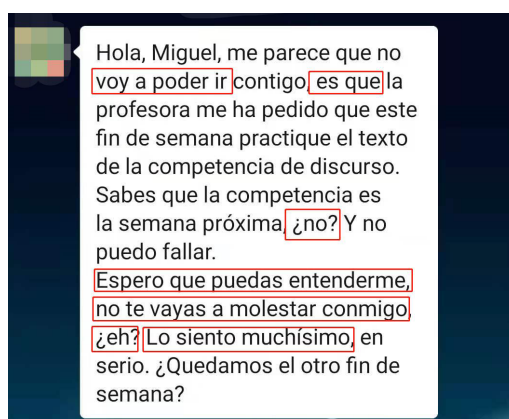 Hola, Miguel, me parece que no
voy a poder ir contigo, es que la
profesora me ha pedido que este
fin de semana practique el texto
de la competencia de discurso.
Sabes que la competencia es
la semana próxima, ¿no? Y no
puedo fallar.
Espero que puedas entenderme,
no te vayas a molestar conmigo,
¿eh? Lo siento muchísimo, en
serio. ¿Quedamos el otro fin de
semana?